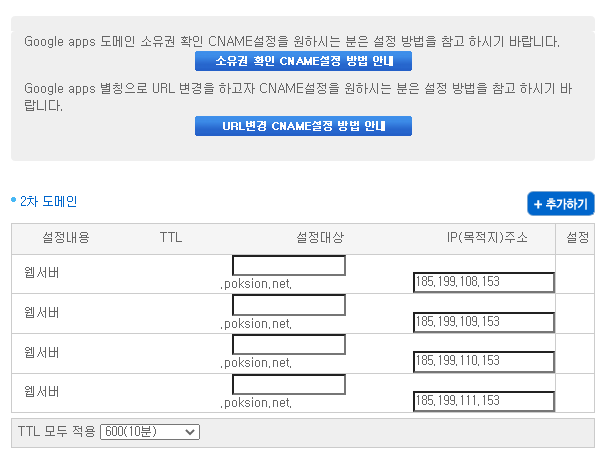 Google apps 도메인 소유권 확인 CNAME설정을 원하시는 분은 설정 방법을 참고 하시기 바랍니다.
소유권 확인 CNAME설정 방법 안내
Google apps 별칭으로 URL 변경을 하고자 CNAME설정을 원하시는 분은 설정 방법을 참고 하시기 바
랍니다.
URL변경 CNAME설정 방법 안내
2차 도메인
+ 추가하기
설정내용 TTL 설정대상 IP(목적지)주소 설정
웹서버 .poksion.net. 185.199.108.153
웹서버 .poksion.net. 185.199.109.153
웹서버 .poksion.net. 185.199.110.153
웹서버 .poksion.net. 185.199.111.153
TTL 모두 적용 600(10분)